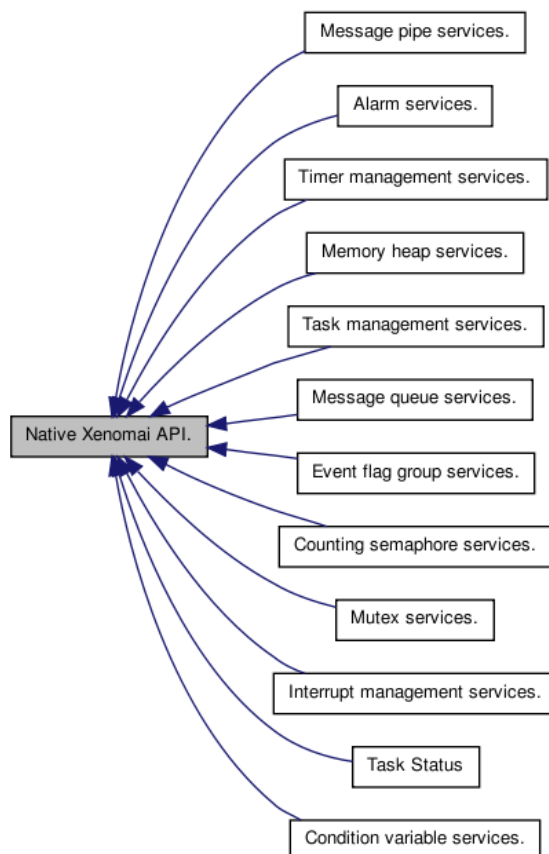 Message pipe services.
Alarm services.
Timer management services.
Memory heap services.
Task management services.
Message queue services.
Native Xenomai API.
Event flag group services.
Counting semaphore services.
Mutex services.
Interrupt management services.
Task Status
Condition variable services.